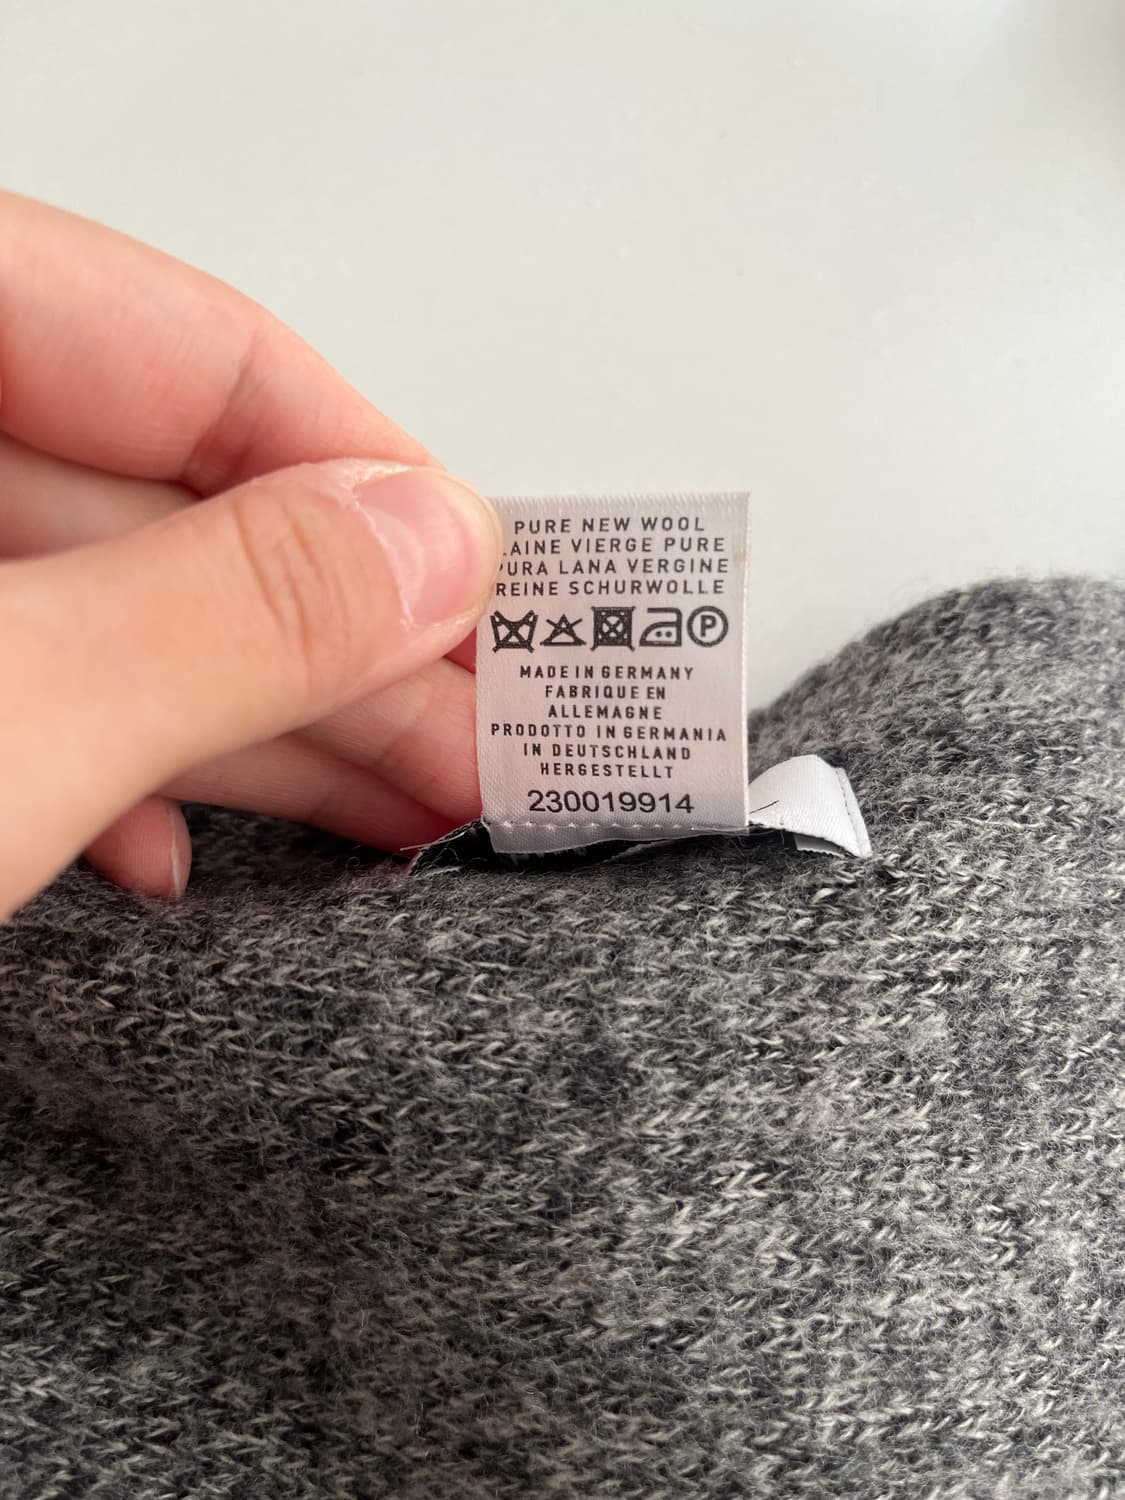 PURE NEW WOOL
LAINE VIERGE PURE
PURA LANA VERGINE
REINE SCHURWOLLE
P
MADE IN GERMANY
FABRIQUE EN
ALLEMAGNE
PRODOTTO IN GERMANIA
IN DEUTSCHLAND
HERGESTELLT
230019914